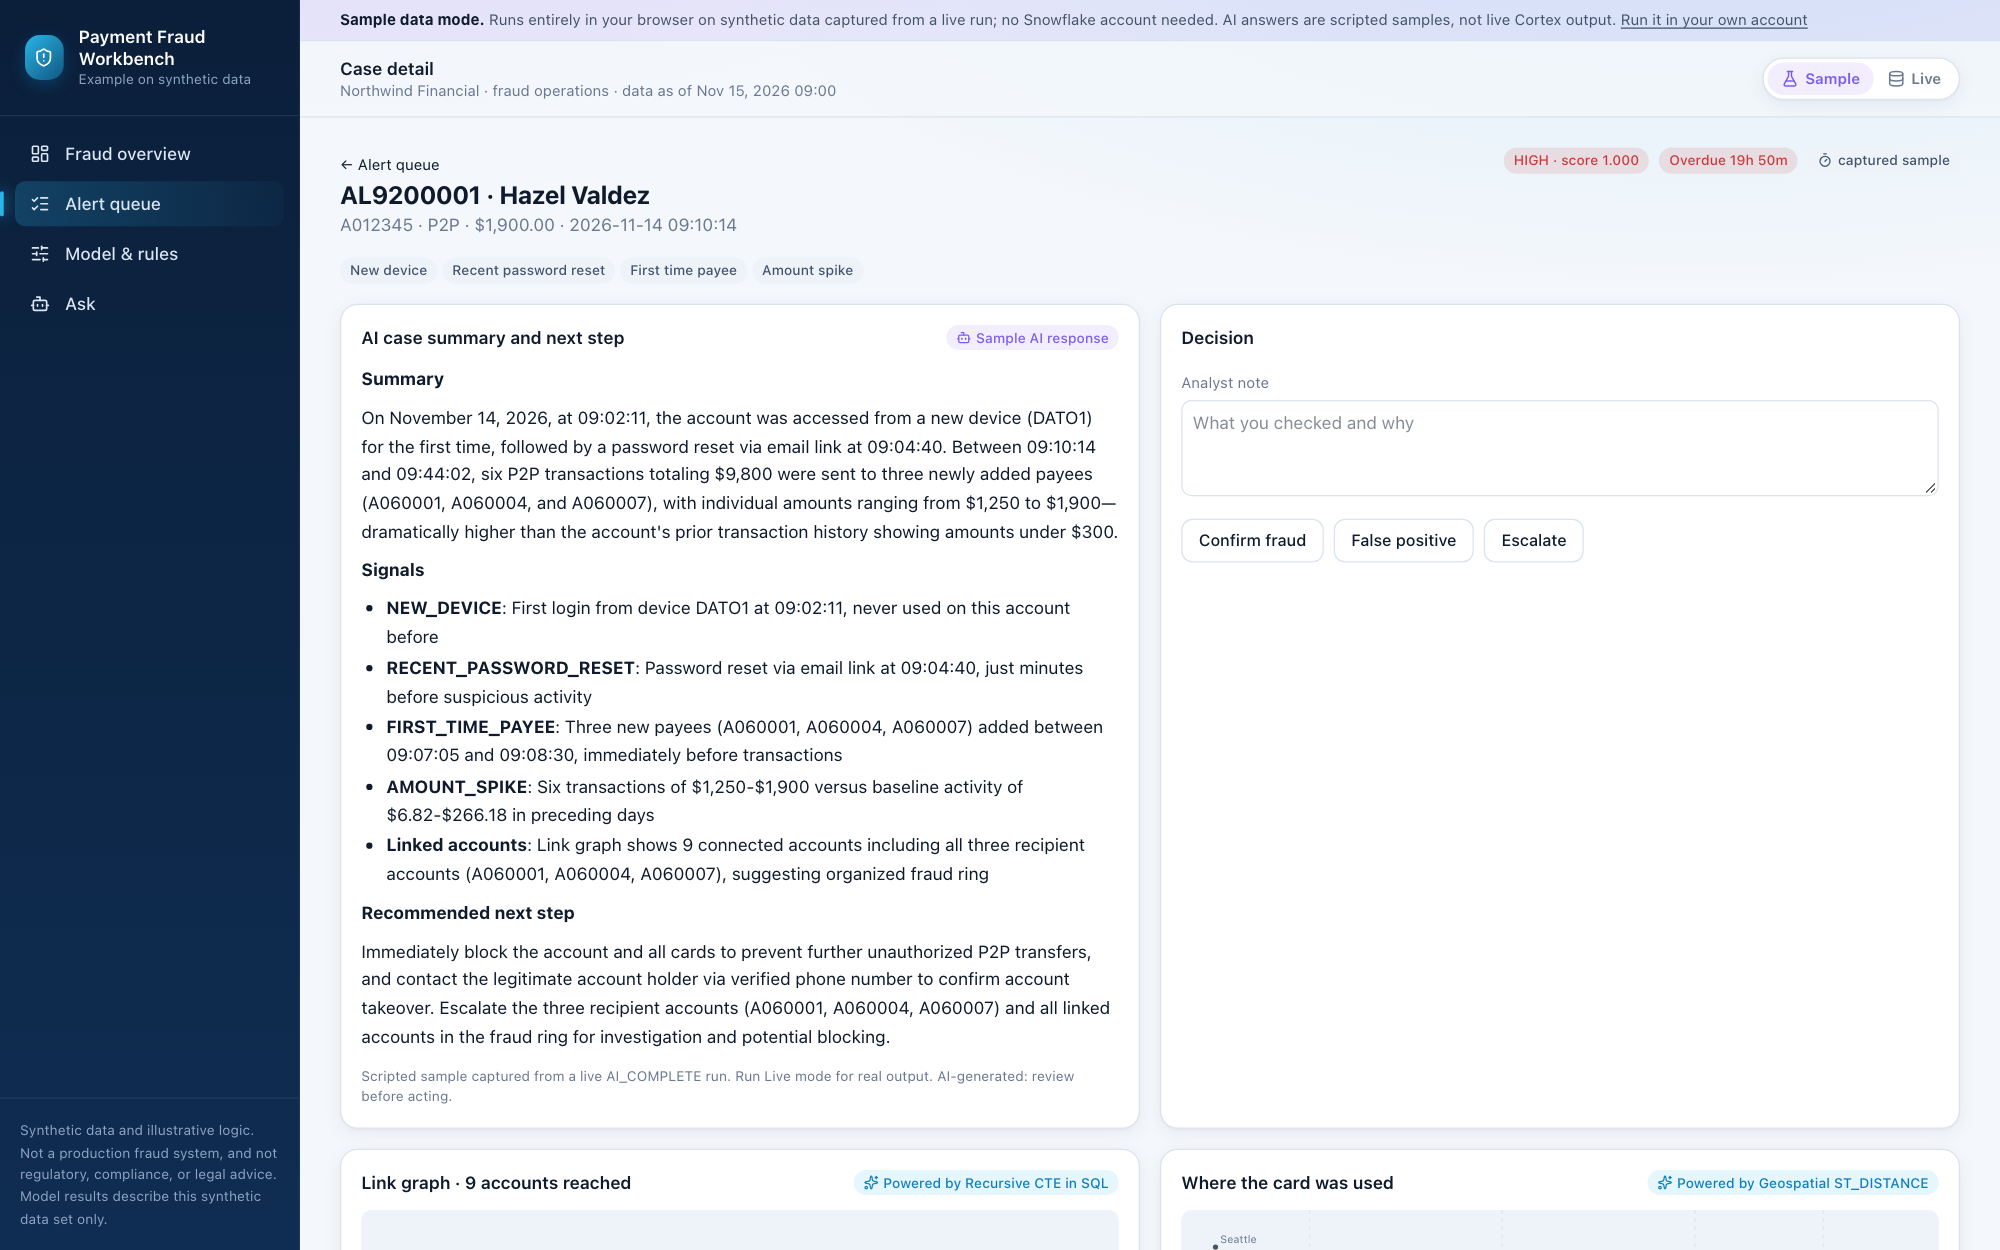 Payment Fraud
Workbench
Example on synthetic data
Fraud overview
Alert queue
Model & rules
Ask
Synthetic data and illustrative logic.
Not a production fraud system, and not
regulatory, compliance, or legal advice.
Model results describe this synthetic
data set only.
Sample data mode. Runs entirely in your browser on synthetic data captured from a live run; no Snowflake account needed. AI answers are scripted samples, not live Cortex output. Run it in your own account
Case detail
Northwind Financial · fraud operations · data as of Nov 15, 2026 09:00
Sample
Live
← Alert queue
AL9200001 · Hazel Valdez
A012345 · P2P · $1,900.00 · 2026-11-14 09:10:14
HIGH · score 1.000
Overdue 19h 50m
captured sample
New device
Recent password reset
First time payee
Amount spike
AI case summary and next step
Sample AI response
Summary
On November 14, 2026, at 09:02:11, the account was accessed from a new device (DATO1)
for the first time, followed by a password reset via email link at 09:04:40. Between 09:10:14
and 09:44:02, six P2P transactions totaling $9,800 were sent to three newly added payees
(A060001, A060004, and A060007), with individual amounts ranging from $1,250 to $1,900—
dramatically higher than the account's prior transaction history showing amounts under $300.
Signals
• NEW_DEVICE: First login from device DATO1 at 09:02:11, never used on this account
before
• RECENT_PASSWORD_RESET: Password reset via email link at 09:04:40, just minutes
before suspicious activity
• FIRST_TIME_PAYEE: Three new payees (A060001, A060004, A060007) added between
09:07:05 and 09:08:30, immediately before transactions
• AMOUNT_SPIKE: Six transactions of $1,250-$1,900 versus baseline activity of
$6.82-$266.18 in preceding days
• Linked accounts: Link graph shows 9 connected accounts including all three recipient
accounts (A060001, A060004, A060007), suggesting organized fraud ring
Recommended next step
Immediately block the account and all cards to prevent further unauthorized P2P transfers,
and contact the legitimate account holder via verified phone number to confirm account
takeover. Escalate the three recipient accounts (A060001, A060004, A060007) and all linked
accounts in the fraud ring for investigation and potential blocking.
Scripted sample captured from a live AI_COMPLETE run. Run Live mode for real output. AI-generated: review
before acting.
Decision
Analyst note
What you checked and why
Confirm fraud
False positive
Escalate
Link graph · 9 accounts reached
Powered by Recursive CTE in SQL
Where the card was used
Powered by Geospatial ST_DISTANCE
Seattle